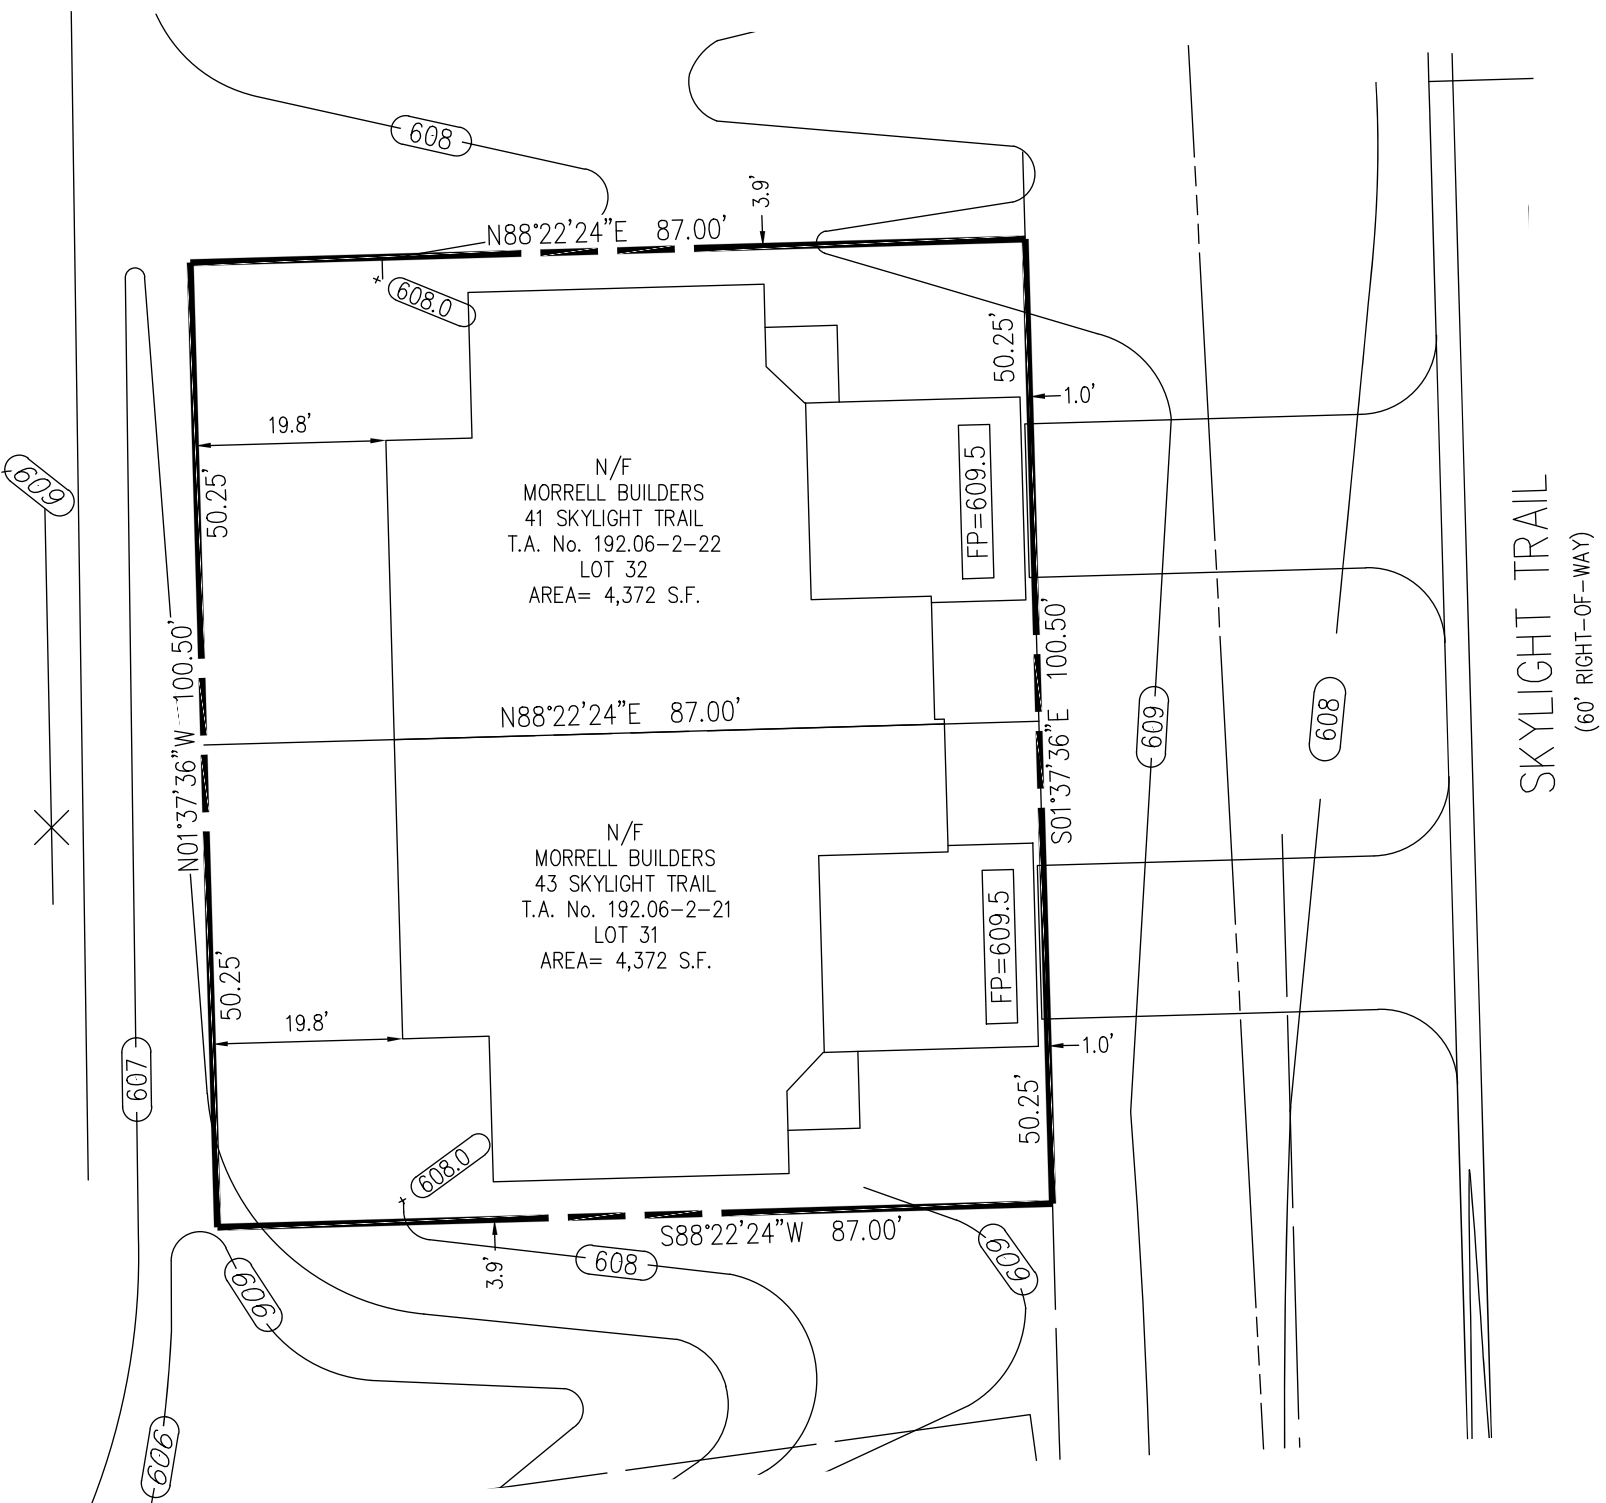 608
3.9'
N88°22'24"E 87.00'
608.0
50.25'
1.0'
19.8'
609
50.25'
N/F
MORRELL BUILDERS
41 SKYLIGHT TRAIL
T.A. No. 192.06-2-22
LOT 32
AREA= 4,372 S.F.
FP=609.5
SKYLIGHT TRAIL
(60' RIGHT-OF-WAY)
N01°37'36"W 100.50'
S01°37'36"E 100.50'
N88°22'24"E 87.00'
609
608
N/F
MORRELL BUILDERS
43 SKYLIGHT TRAIL
T.A. No. 192.06-2-21
LOT 31
AREA= 4,372 S.F.
FP=609.5
50.25'
19.8'
1.0'
607
50.25'
608.0
S88°22'24"W 87.00'
3.9'
608
609
606
606